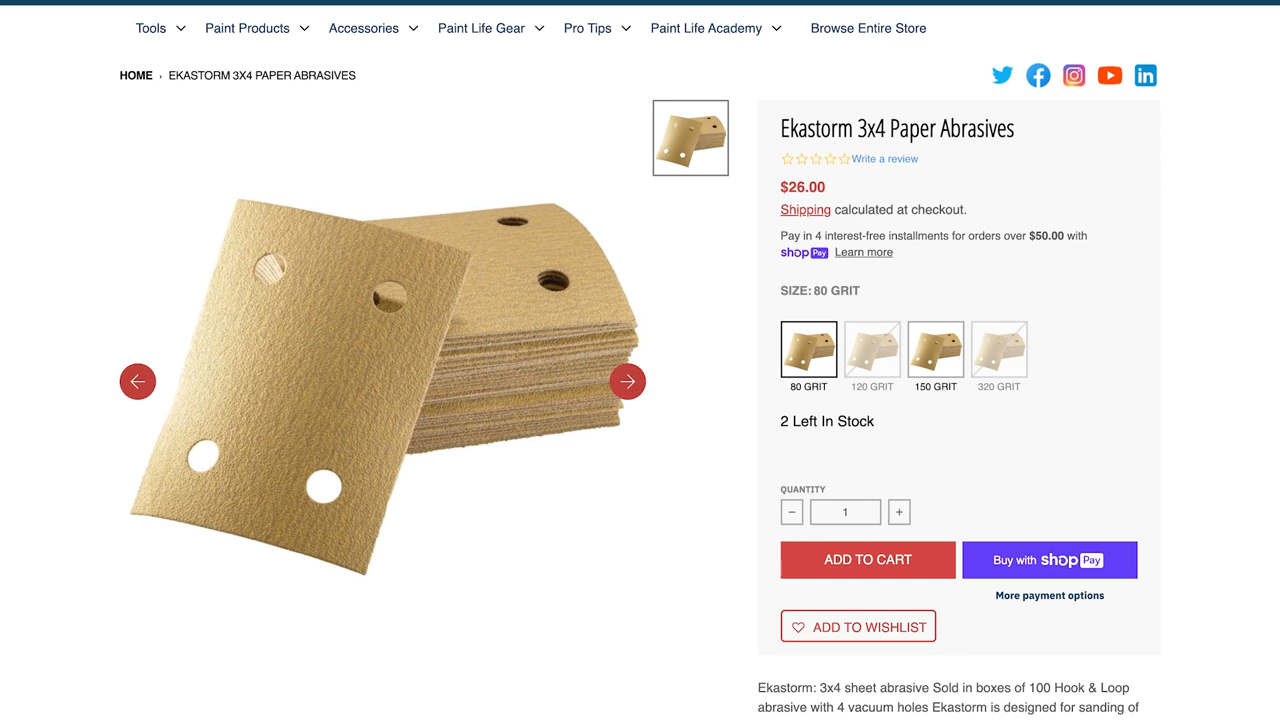 Tools
Paint Products
Accessories
Paint Life Gear
Pro Tips
Paint Life Academy
Browse Entire Store
HOME › EKASTORM 3X4 PAPER ABRASIVES
Ekastorm 3x4 Paper Abrasives
Write a review
$26.00
Shipping calculated at checkout.
Pay in 4 interest-free installments for orders over $50.00 with
shop Pay Learn more
SIZE: 80 GRIT
80 GRIT
120 GRIT
150 GRIT
320 GRIT
2 Left In Stock
QUANTITY
− 1 +
ADD TO CART
Buy with shop Pay
More payment options
ADD TO WISHLIST
Ekastorm: 3x4 sheet abrasive Sold in boxes of 100 Hook & Loop
abrasive with 4 vacuum holes Ekastorm is designed for sanding of